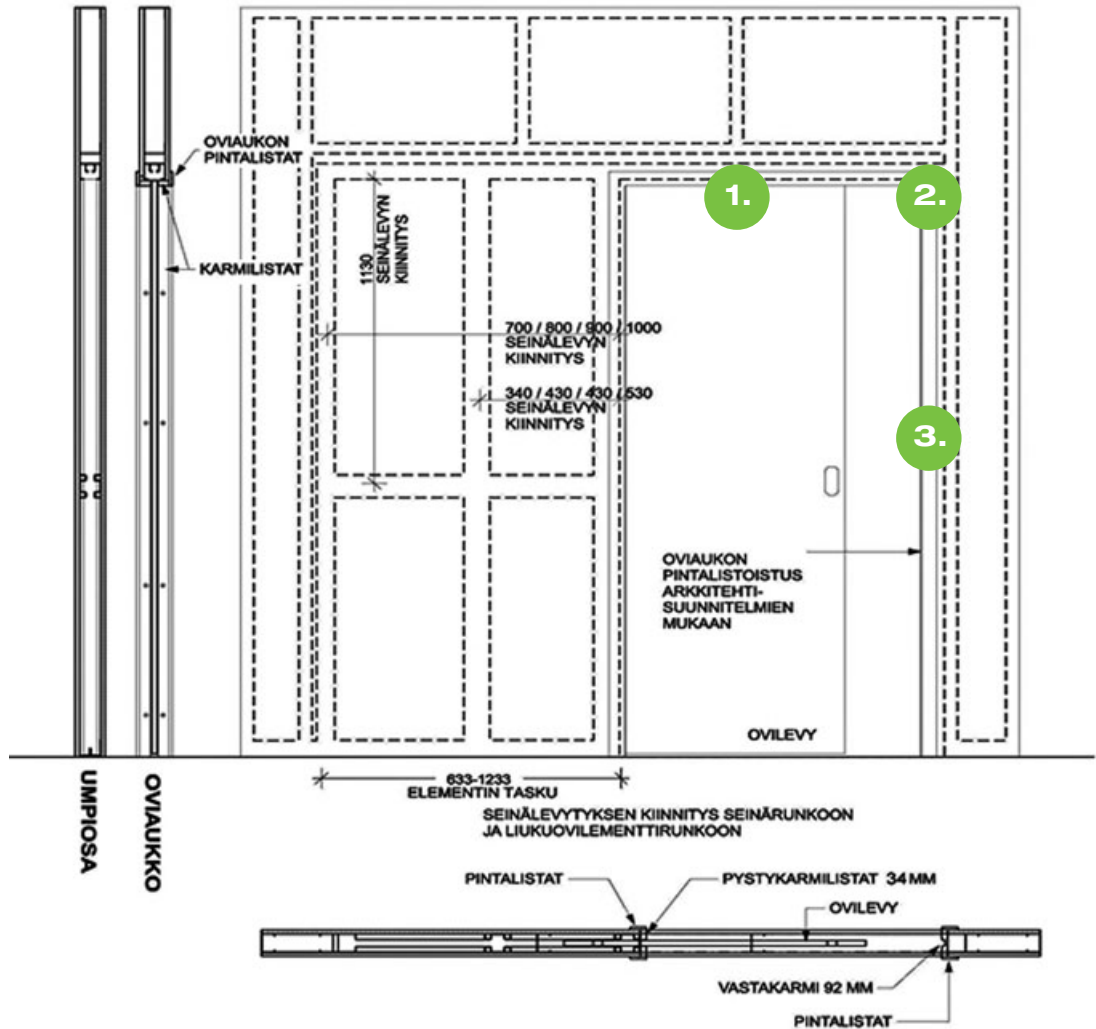 OVIAUKON
PINTALISTAT
KARMILISTAT
1130
SEINÄLEVYN
KIINNITYS
700 / 800 / 900 / 1000
SEINÄLEVYN
KIINNITYS
340 / 430 / 430 / 530
SEINÄLEVYN
KIINNITYS
1.
2.
3.
OVIAUKON
PINTALISTOISTUS
ARKKITEHTI-
SUUNNITELMIEN
MUKAAN
OVILEVY
UMPIOSA
OVIAUKKO
633-1233
ELEMENTIN TASKU
SEINÄLEVYTYKSEN KIINNITYS SEINÄRUNKOON
JA LIUKUOVILEMENTTIRUNKOON
PINTALISTAT
PYSTYKARMILISTAT 34 MM
OVILEVY
VASTAKARMI 92 MM
PINTALISTAT